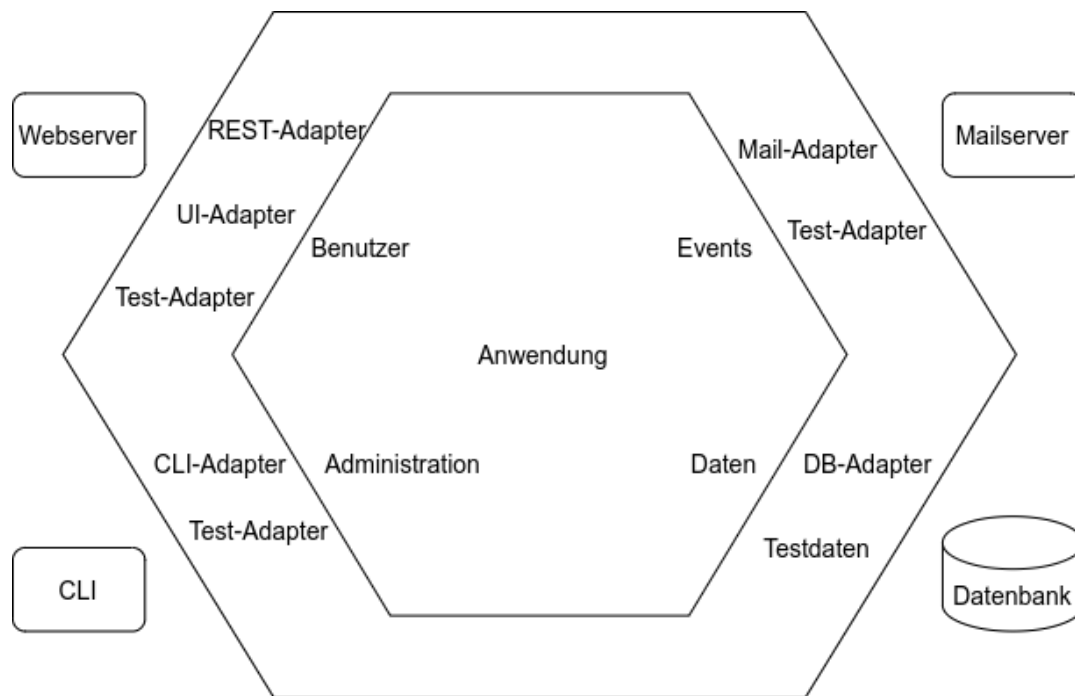 Webserver
REST-Adapter
UI-Adapter
Test-Adapter
Benutzer
Events
Mail-Adapter
Test-Adapter
Mailserver
Anwendung
CLI-Adapter
Test-Adapter
Administration
Daten
DB-Adapter
Testdaten
CLI
Datenbank